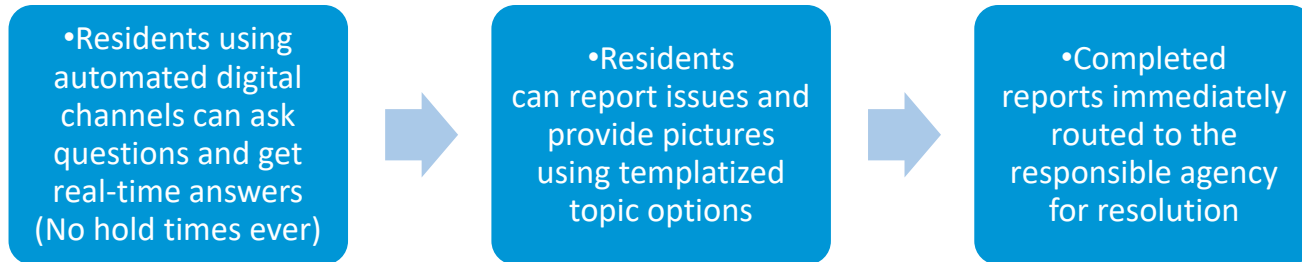 •Residents using
automated digital
channels can ask
questions and get
real-time answers
(No hold times ever)
•Residents
can report issues and
provide pictures
using templatized
topic options
•Completed
reports immediately
routed to the
responsible agency
for resolution